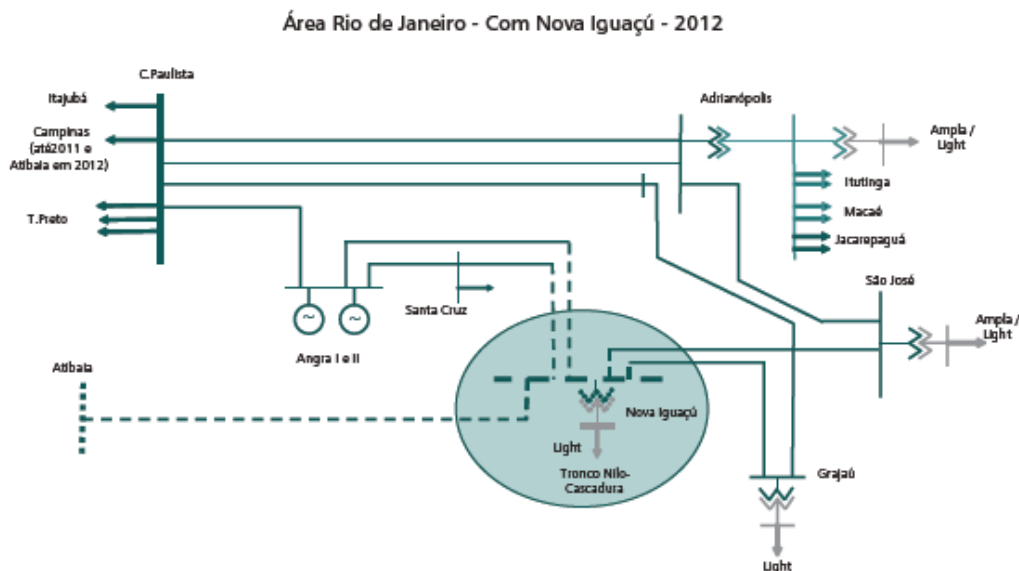 Área Rio de Janeiro - Com Nova Iguaçú - 2012
C.Paulista
Itajubá
Campinas
(até2011 e
Atibaia em 2012)
T.Preto
Adrianópolis
Ampla /
Light
Itutinga
Macaé
Jacarepaguá
São José
Ampla /
Light
Santa Cruz
~
~
Angra I e II
Atibaia
Nova Iguaçú
Light
Tronco Nilo-
Cascadura
Grajaú
Light